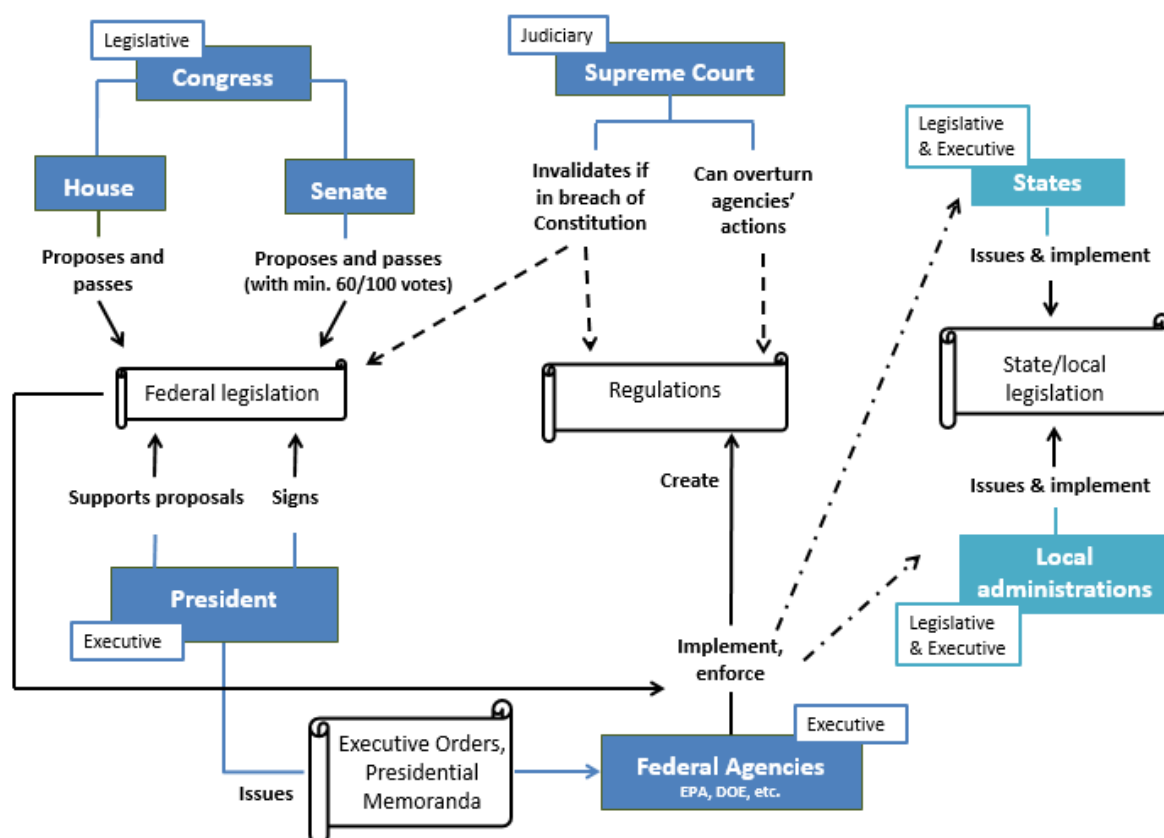 Legislative
Congress
House
Senate
Proposes and
passes
Proposes and passes
(with min. 60/100 votes)
Federal legislation
Supports proposals
Signs
President
Executive
Issues
Executive Orders,
Presidential
Memoranda
Judiciary
Supreme Court
Invalidates if
in breach of
Constitution
Can overturn
agencies'
actions
Regulations
Create
Implement,
enforce
Executive
Federal Agencies
EPA, DOE, etc.
Legislative
& Executive
States
Issues & implement
State/local
legislation
Issues & implement
Local
administrations
Legislative
& Executive